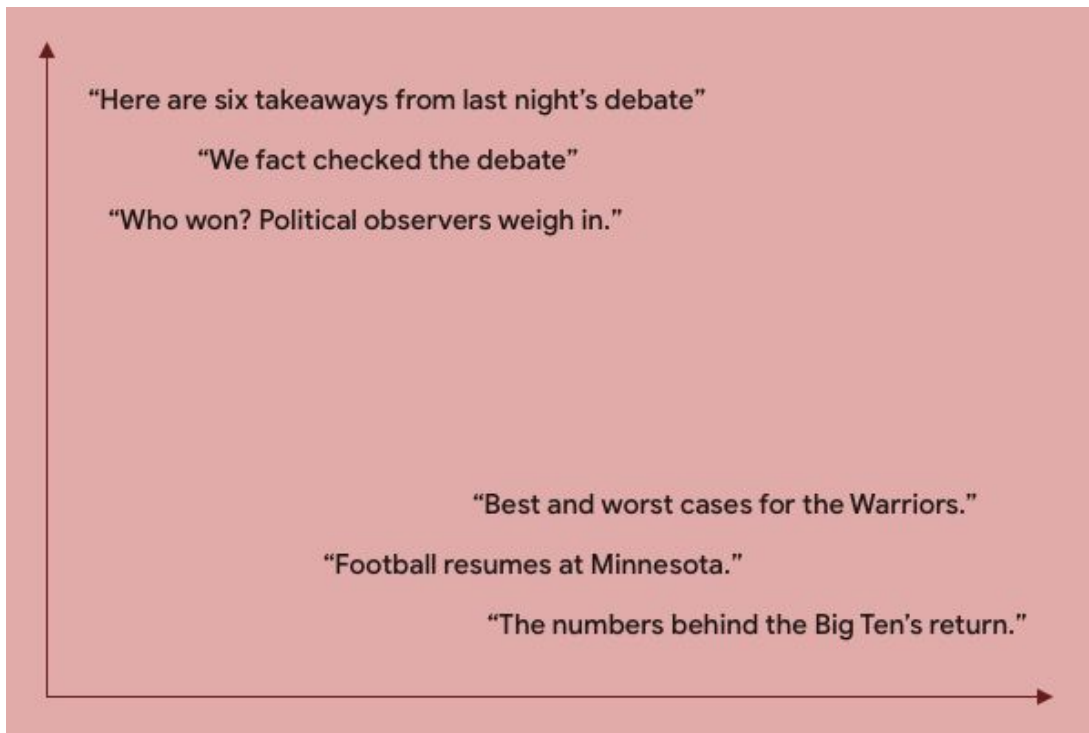 “Here are six takeaways from last night’s debate”
“We fact checked the debate”
“Who won? Political observers weigh in.”
“Best and worst cases for the Warriors.”
“Football resumes at Minnesota.”
“The numbers behind the Big Ten’s return.”